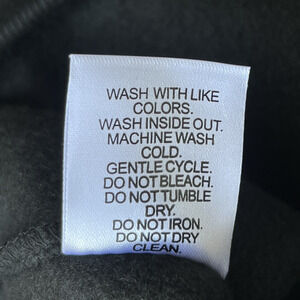 WASH WITH LIKE
COLORS.
WASH INSIDE OUT.
MACHINE WASH
COLD.
GENTLE CYCLE.
DO NOT BLEACH.
DO NOT TUMBLE
DRY.
DO NOT IRON.
DO NOT DRY
CLEAN.